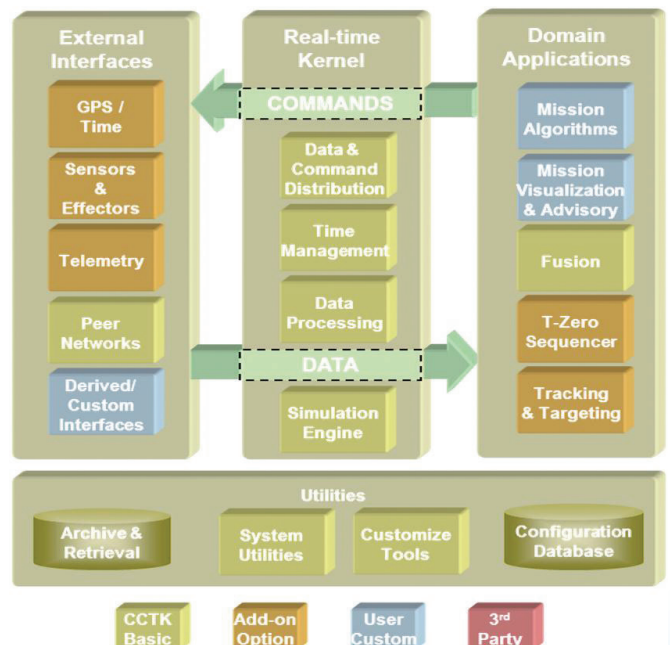 External
Interfaces
GPS /
Time
Sensors
&
Effectors
Telemetry
Peer
Networks
Derived/
Custom
Interfaces
Real-time
Kernel
COMMANDS
Data &
Command
Distribution
Time
Management
Data
Processing
DATA
Simulation
Engine
Domain
Applications
Mission
Algorithms
Mission
Visualization
& Advisory
Fusion
T-Zero
Sequencer
Tracking
& Targeting
Utilities
Archive &
Retrieval
System
Utilities
Customize
Tools
Configuration
Database
CCTK
Basic
Add-on
Option
User
Custom
3rd
Party